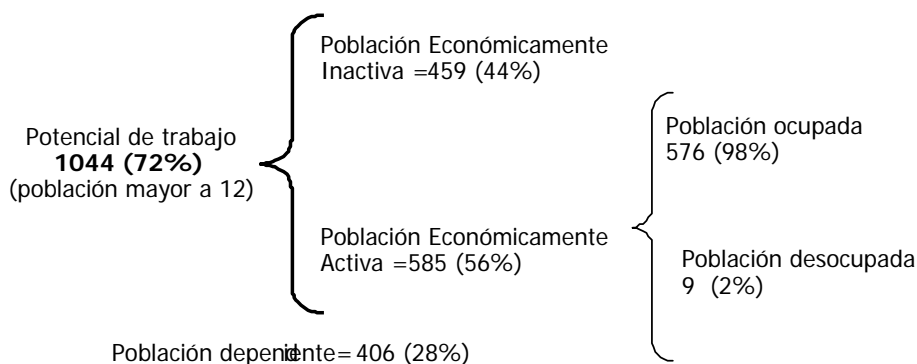 Población Económicamente
Inactiva =459 (44%)
Potencial de trabajo
1044 (72%)
(población mayor a 12)
Población ocupada
576 (98%)
Población Económicamente
Activa =585 (56%)
Población desocupada
9 (2%)
Población dependiente= 406 (28%)